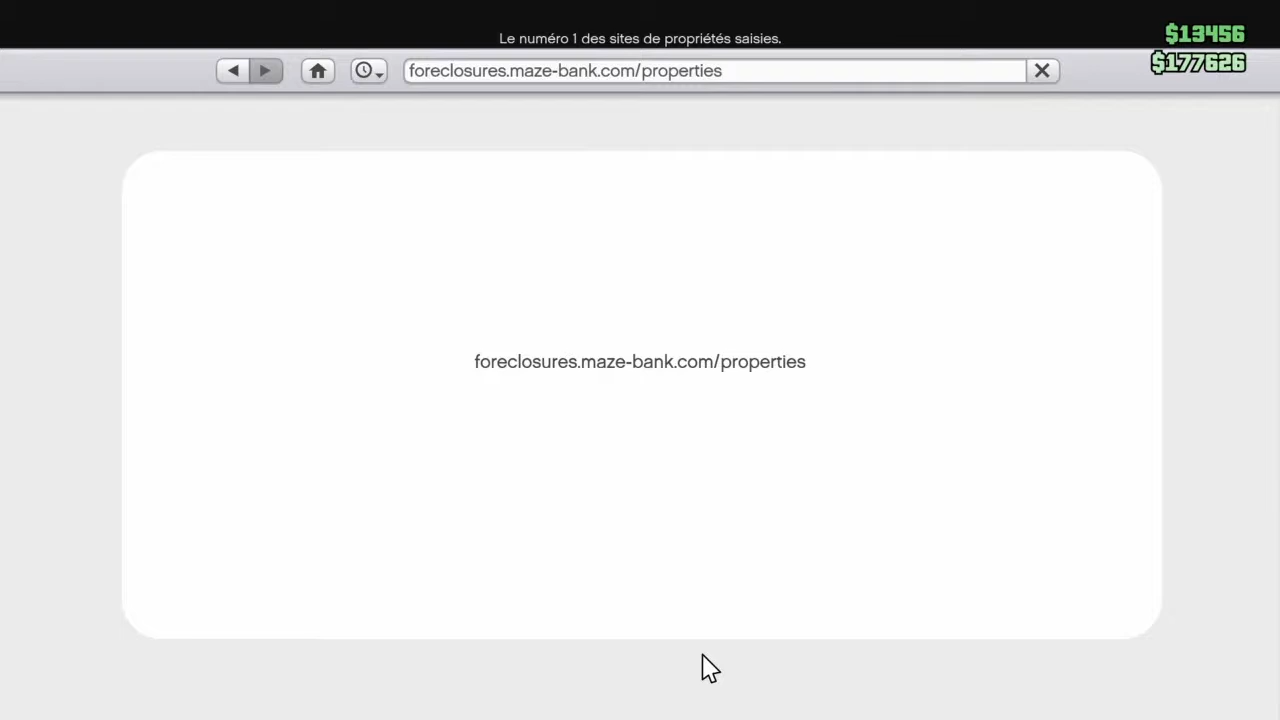 Le numéro 1 des sites de propriétés saisies.
$13456
foreclosures.maze-bank.com/properties
$177626
foreclosures.maze-bank.com/properties